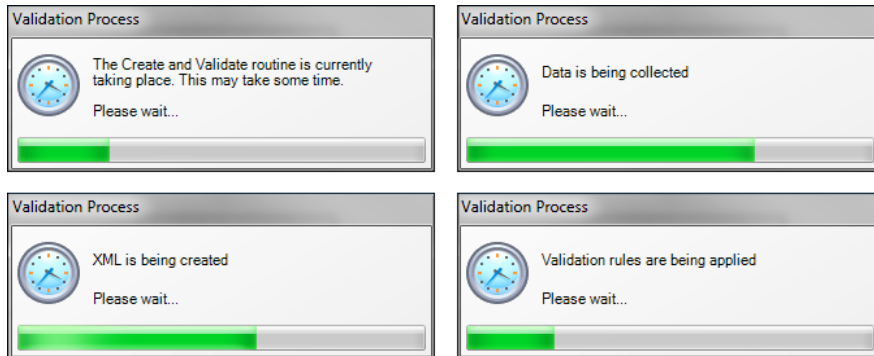 Validation Process
The Create and Validate routine is currently
taking place. This may take some time.
Please wait...
Validation Process
Data is being collected
Please wait...
Validation Process
XML is being created
Please wait...
Validation Process
Validation rules are being applied
Please wait...